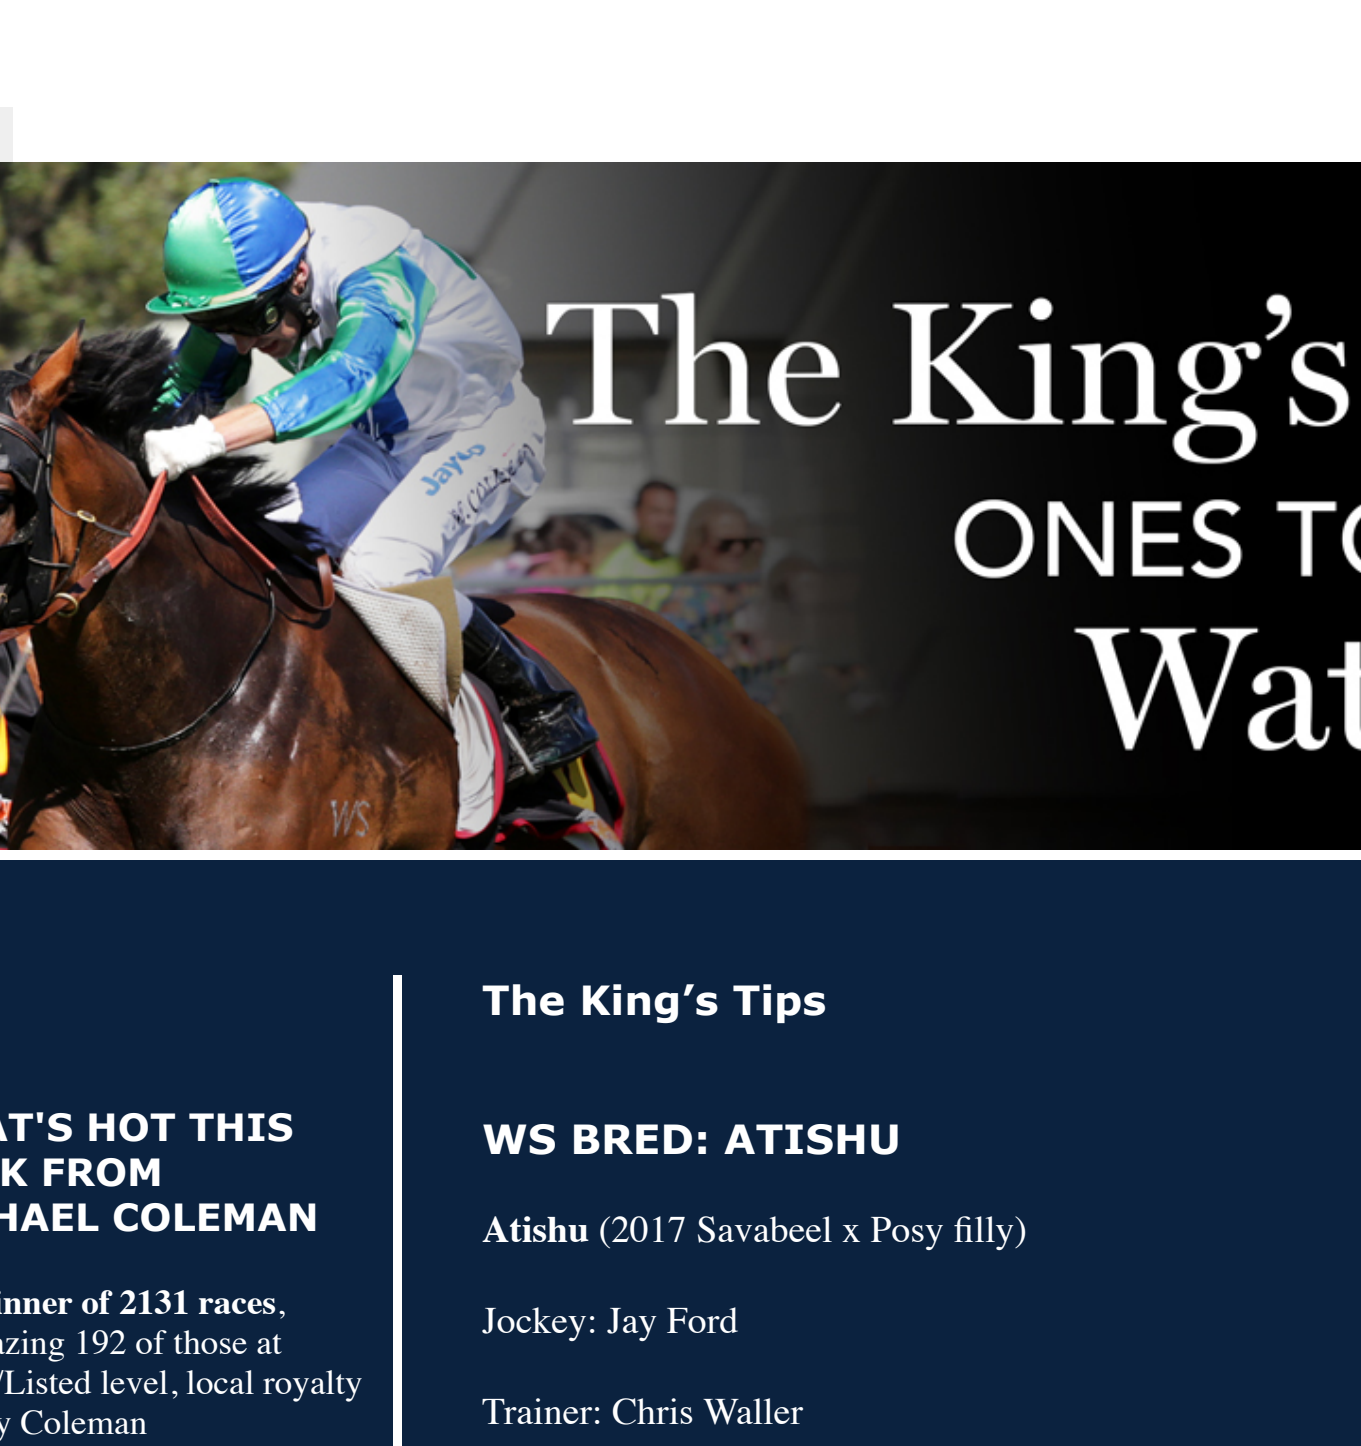 The King’s
ONES TO
Wat
Jayco
M. COLEMAN
WS
AT'S HOT THIS
K FROM
HAEL COLEMAN
inner of 2131 races,
azing 192 of those at
/Listed level, local royalty
y Coleman
The King’s Tips
WS BRED: ATISHU
Atishu (2017 Savabeel x Posy filly)
Jockey: Jay Ford
Trainer: Chris Waller